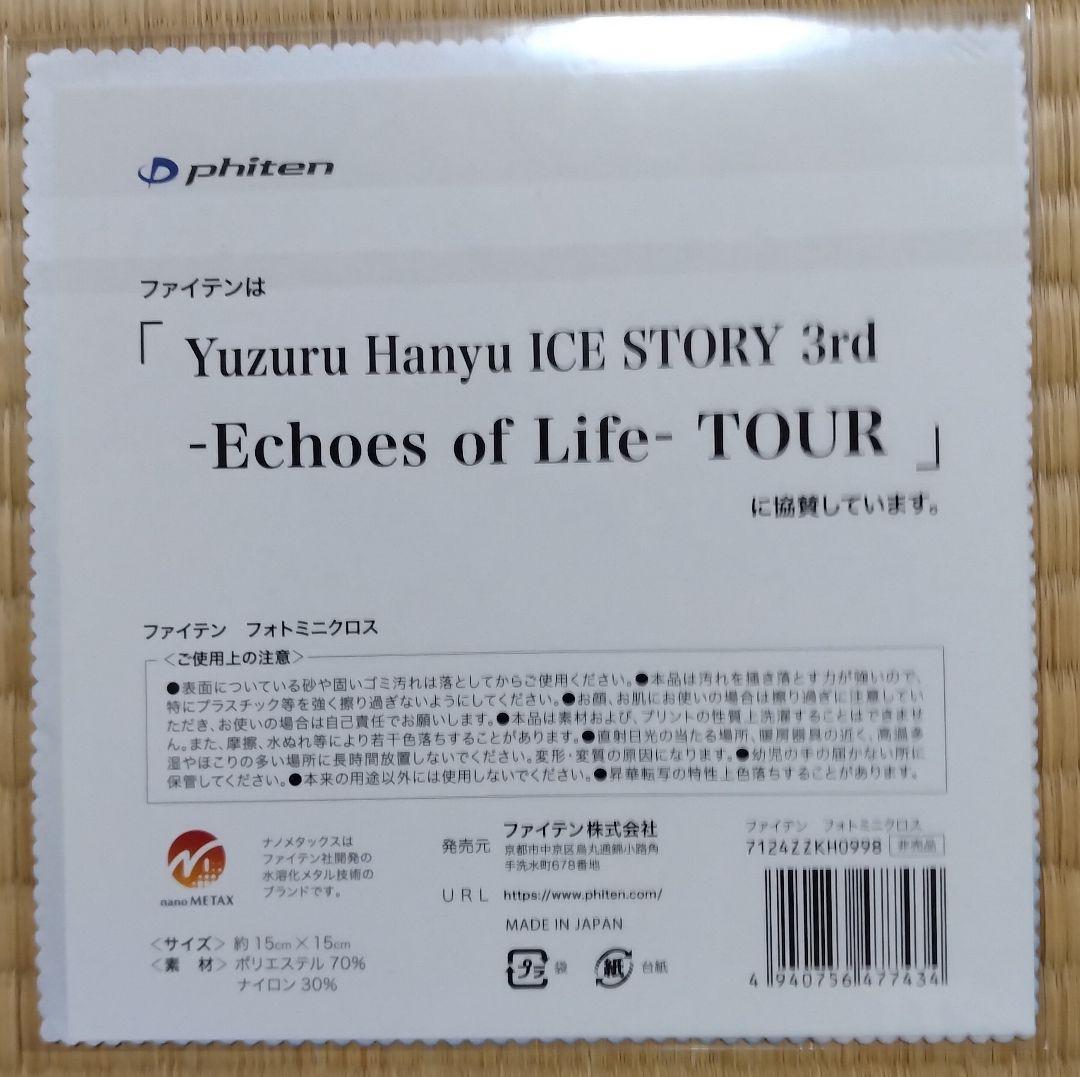 phiten
ファイテンは
「Yuzuru Hanyu ICE STORY 3rd
-Echoes of Life- TOUR」
に協賛しています。
ファイテン　フォトミニクロス
<ご使用上の注意>
●表面についている砂や固いゴミ汚れは落としてからご使用ください。●本品は汚れを掻き落とす力が強いので、
特にプラスチック等を強く擦り過ぎないようにしてください。●お顔、お肌にお使いの場合は擦り過ぎに注意してい
ただき、お使いの場合は自己責任でお願いします。●本品は素材および、プリントの性質上洗濯することはできませ
ん。また、摩擦、水ぬれ等により若干色落ちすることがあります。●直射日光の当たる場所、暖房器具の近く、高温多
湿やほこりの多い場所に長時間放置しないでください。変形・変質の原因になります。●幼児の手の届かない所に
保管してください。●本来の用途以外には使用しないでください。●昇華転写の特性上色落ちすることがあります。
nano METAX
ナノメタックスは
ファイテン社開発の
水溶化メタル技術の
ブランドです。
<サイズ> 約15cm×15cm
<素　材> ポリエステル 70%
ナイロン 30%
発売元 ファイテン株式会社
京都市中京区烏丸通錦小路角
手洗水町678番地
URL https://www.phiten.com/
MADE IN JAPAN
プラ 袋 紙 台紙
ファイテン　フォトミニクロス
7124ZZKH0998 非売品
4 940756 477434